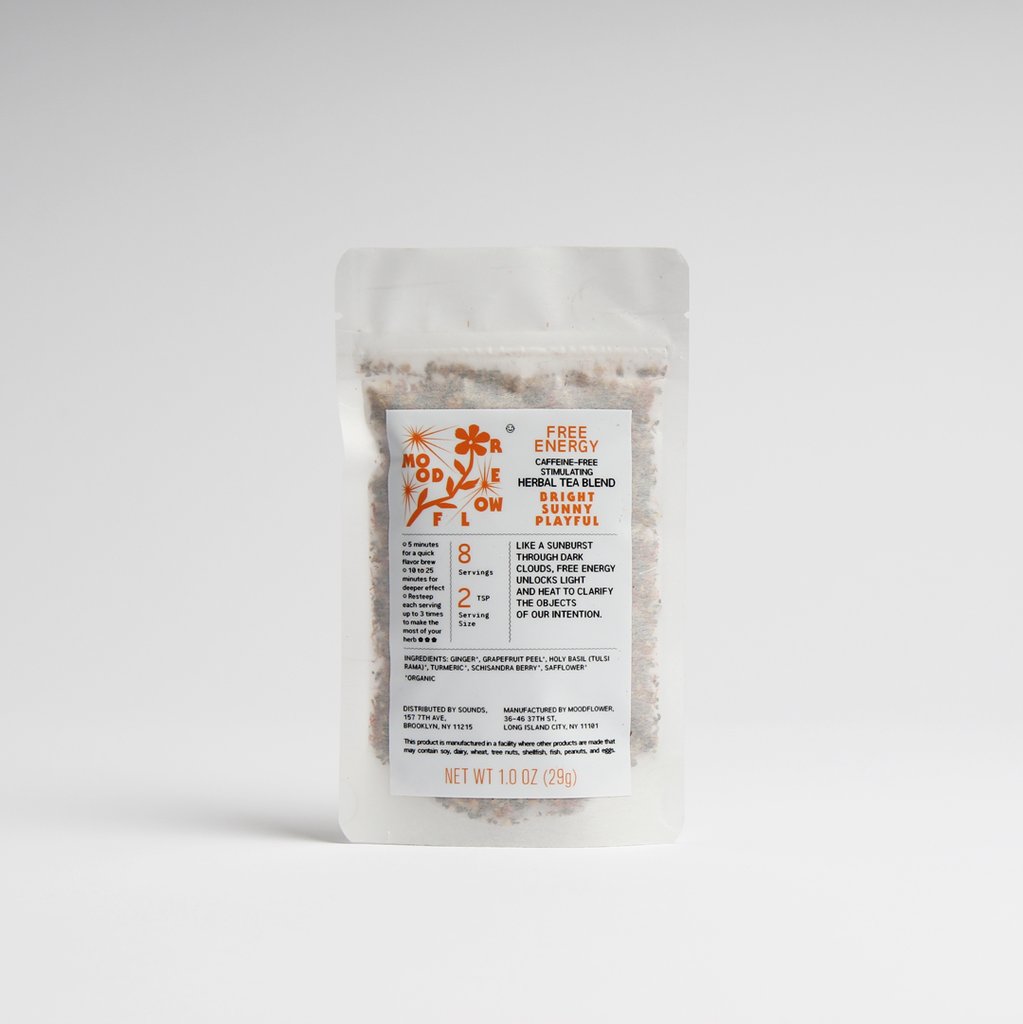 MOOD
FLOWER
FREE
ENERGY
CAFFEINE-FREE
STIMULATING
HERBAL TEA BLEND
BRIGHT
SUNNY
PLAYFUL
5 minutes
for a quick
flavor brew
10 to 25
minutes for
deeper effect
Resteep
each serving
up to 3 times
to make the
most of your
herb
8
Servings
2 TSP
Serving
Size
LIKE A SUNBURST
THROUGH DARK
CLOUDS, FREE ENERGY
UNLOCKS LIGHT
AND HEAT TO CLARIFY
THE OBJECTS
OF OUR INTENTION.
INGREDIENTS: GINGER*, GRAPEFRUIT PEEL*, HOLY BASIL (TULSI
RAMA)*, TURMERIC*, SCHISANDRA BERRY*, SAFFLOWER*
*ORGANIC
DISTRIBUTED BY SOUNDS,
157 7TH AVE,
BROOKLYN, NY 11215
MANUFACTURED BY MOODFLOWER,
36-46 37TH ST,
LONG ISLAND CITY, NY 11101
This product is manufactured in a facility where other products are made that
may contain soy, dairy, wheat, tree nuts, shellfish, fish, peanuts, and eggs.
NET WT 1.0 OZ (29g)